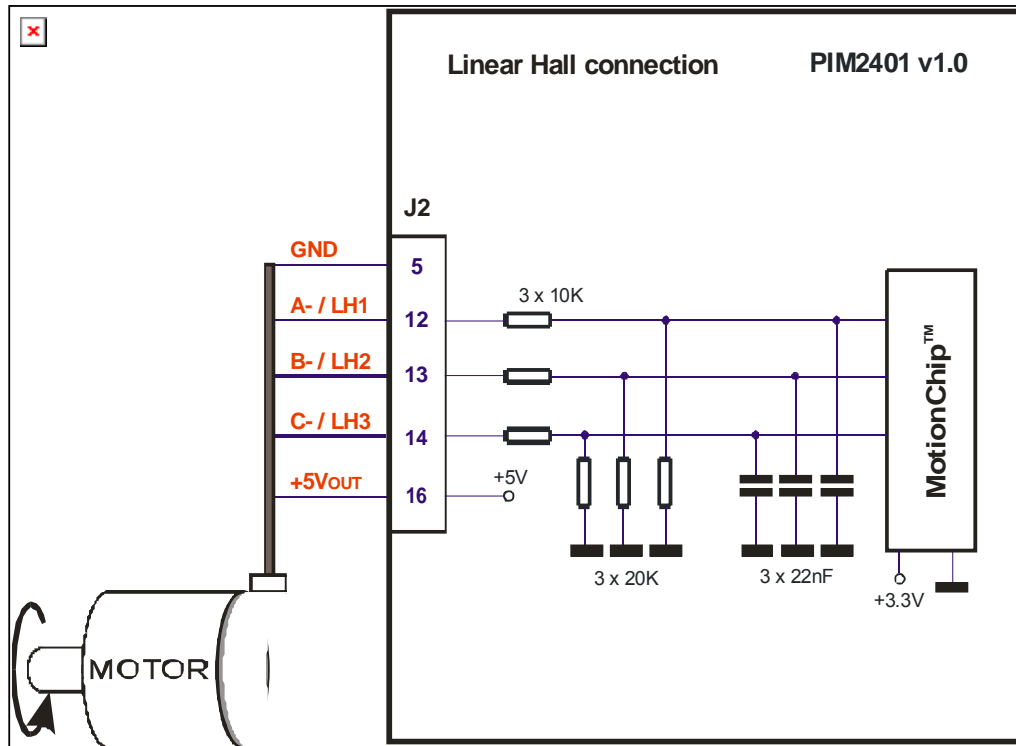 Linear Hall connection
PIM2401 v1.0
J2
GND
5
A- / LH1
12
3 x 10K
B- / LH2
13
C- / LH3
14
+5VOUT
16
+5V
3 x 20K
3 x 22nF
MotionChip™
+3.3V
MOTOR